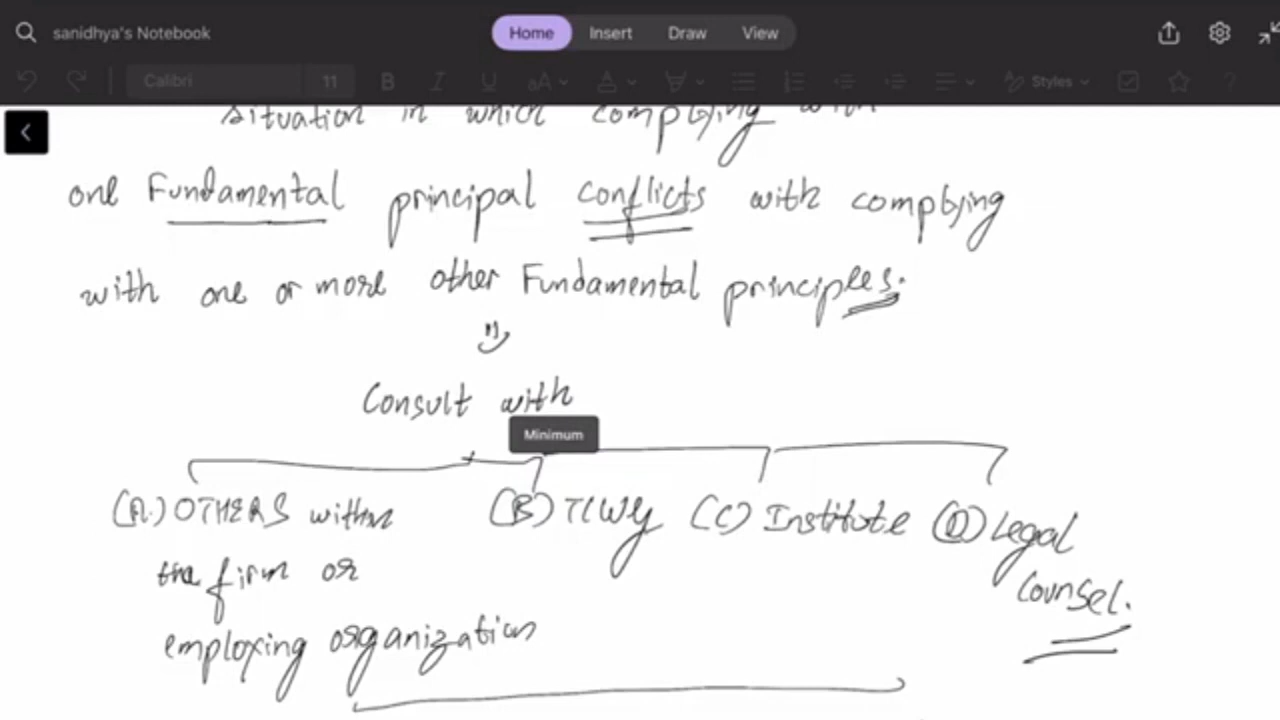 sanidhya's Notebook
Home Insert Draw View
Calibri 11 B I U aA A Styles ?
situation in which complying with
one Fundamental principal conflicts with complying
with one or more other Fundamental principles.
Consult with
Minimum
(A.) OTHERS within (B) TCWG (C) Institute (D) Legal
the firm or
counsel.
employing organization